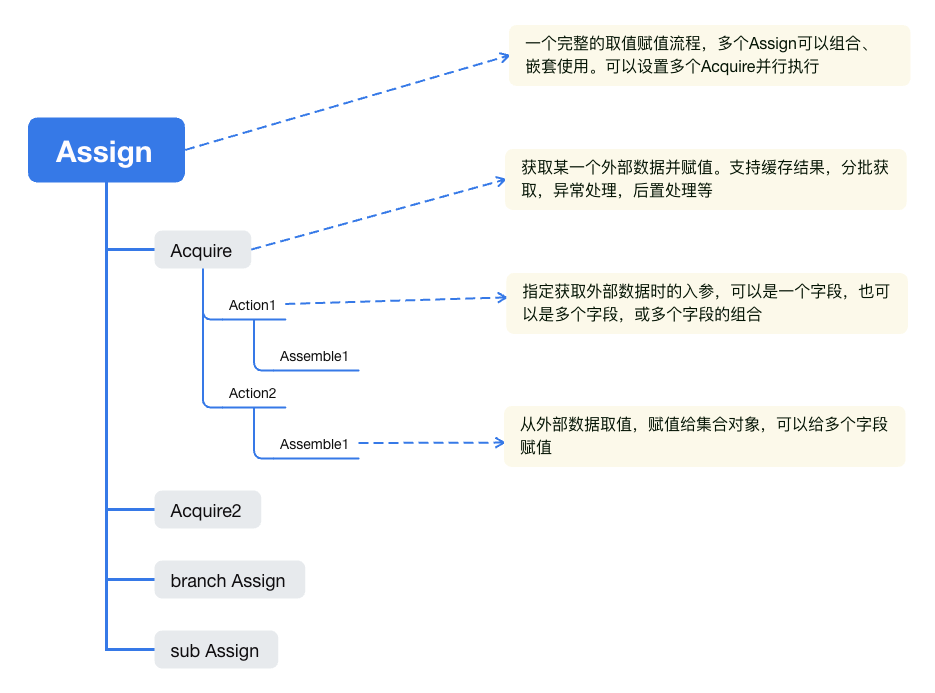 一个完整的取值赋值流程，多个Assign可以组合、
嵌套使用。可以设置多个Acquire并行执行
Assign
获取某一个外部数据并赋值。支持缓存结果，分批获
取，异常处理，后置处理等
Acquire
指定获取外部数据时的入参，可以是一个字段，也可
以是多个字段，或多个字段的组合
Action1
Assemble1
Action2
从外部数据取值，赋值给集合对象，可以给多个字段
赋值
Assemble1
Acquire2
branch Assign
sub Assign